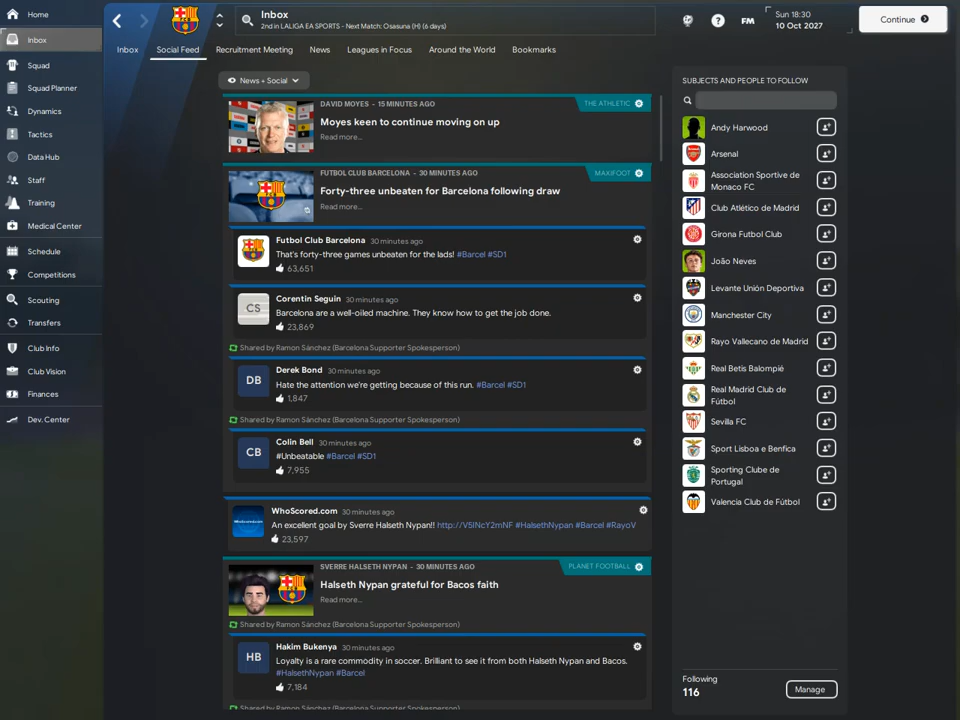 Home
Inbox
Squad
Squad Planner
Dynamics
Tactics
Data Hub
Staff
Training
Medical Center
Schedule
Competitions
Scouting
Transfers
Club Info
Club Vision
Finances
Dev. Center
Inbox
2nd in LALIGA EA SPORTS - Next Match: Osasuna (H) (6 days)
?
FM
Sun 18:30
10 Oct 2027
Continue
Inbox
Social Feed
Recruitment Meeting
News
Leagues in Focus
Around the World
Bookmarks
News + Social
DAVID MOYES - 15 MINUTES AGO
THE ATHLETIC
Moyes keen to continue moving on up
Read more...
FUTBOL CLUB BARCELONA - 30 MINUTES AGO
MAXIFOOT
Forty-three unbeaten for Barcelona following draw
Read more...
Futbol Club Barcelona 30 minutes ago
That's forty-three games unbeaten for the lads! #Barcel #SD1
63,651
CS
Corentin Seguin 30 minutes ago
Barcelona are a well-oiled machine. They know how to get the job done.
23,869
Shared by Ramon Sánchez (Barcelona Supporter Spokesperson)
DB
Derek Bond 30 minutes ago
Hate the attention we're getting because of this run. #Barcel #SD1
1,847
Shared by Ramon Sánchez (Barcelona Supporter Spokesperson)
CB
Colin Bell 30 minutes ago
#Unbeatable #Barcel #SD1
7,955
WhoScored.com
WhoScored.com 30 minutes ago
An excellent goal by Sverre Halseth Nypan!! http://V5INcY2mNF #HalsethNypan #Barcel #RayoV
23,597
SVERRE HALSETH NYPAN - 30 MINUTES AGO
PLANET FOOTBALL
Halseth Nypan grateful for Bacos faith
Read more...
Shared by Ramon Sánchez (Barcelona Supporter Spokesperson)
HB
Hakim Bukenya 30 minutes ago
Loyalty is a rare commodity in soccer. Brilliant to see it from both Halseth Nypan and Bacos.
#HalsethNypan #Barcel
7,184
Shared by Ramon Sánchez (Barcelona Supporter Spokesperson)
SUBJECTS AND PEOPLE TO FOLLOW
Andy Harwood
Arsenal
Association Sportive de
Monaco FC
Club Atlético de Madrid
Girona Futbol Club
João Neves
Levante Unión Deportiva
Manchester City
Rayo Vallecano de Madrid
Real Betis Balompié
Real Madrid Club de
Fútbol
Sevilla FC
Sport Lisboa e Benfica
Sporting Clube de
Portugal
Valencia Club de Fútbol
Following
116
Manage